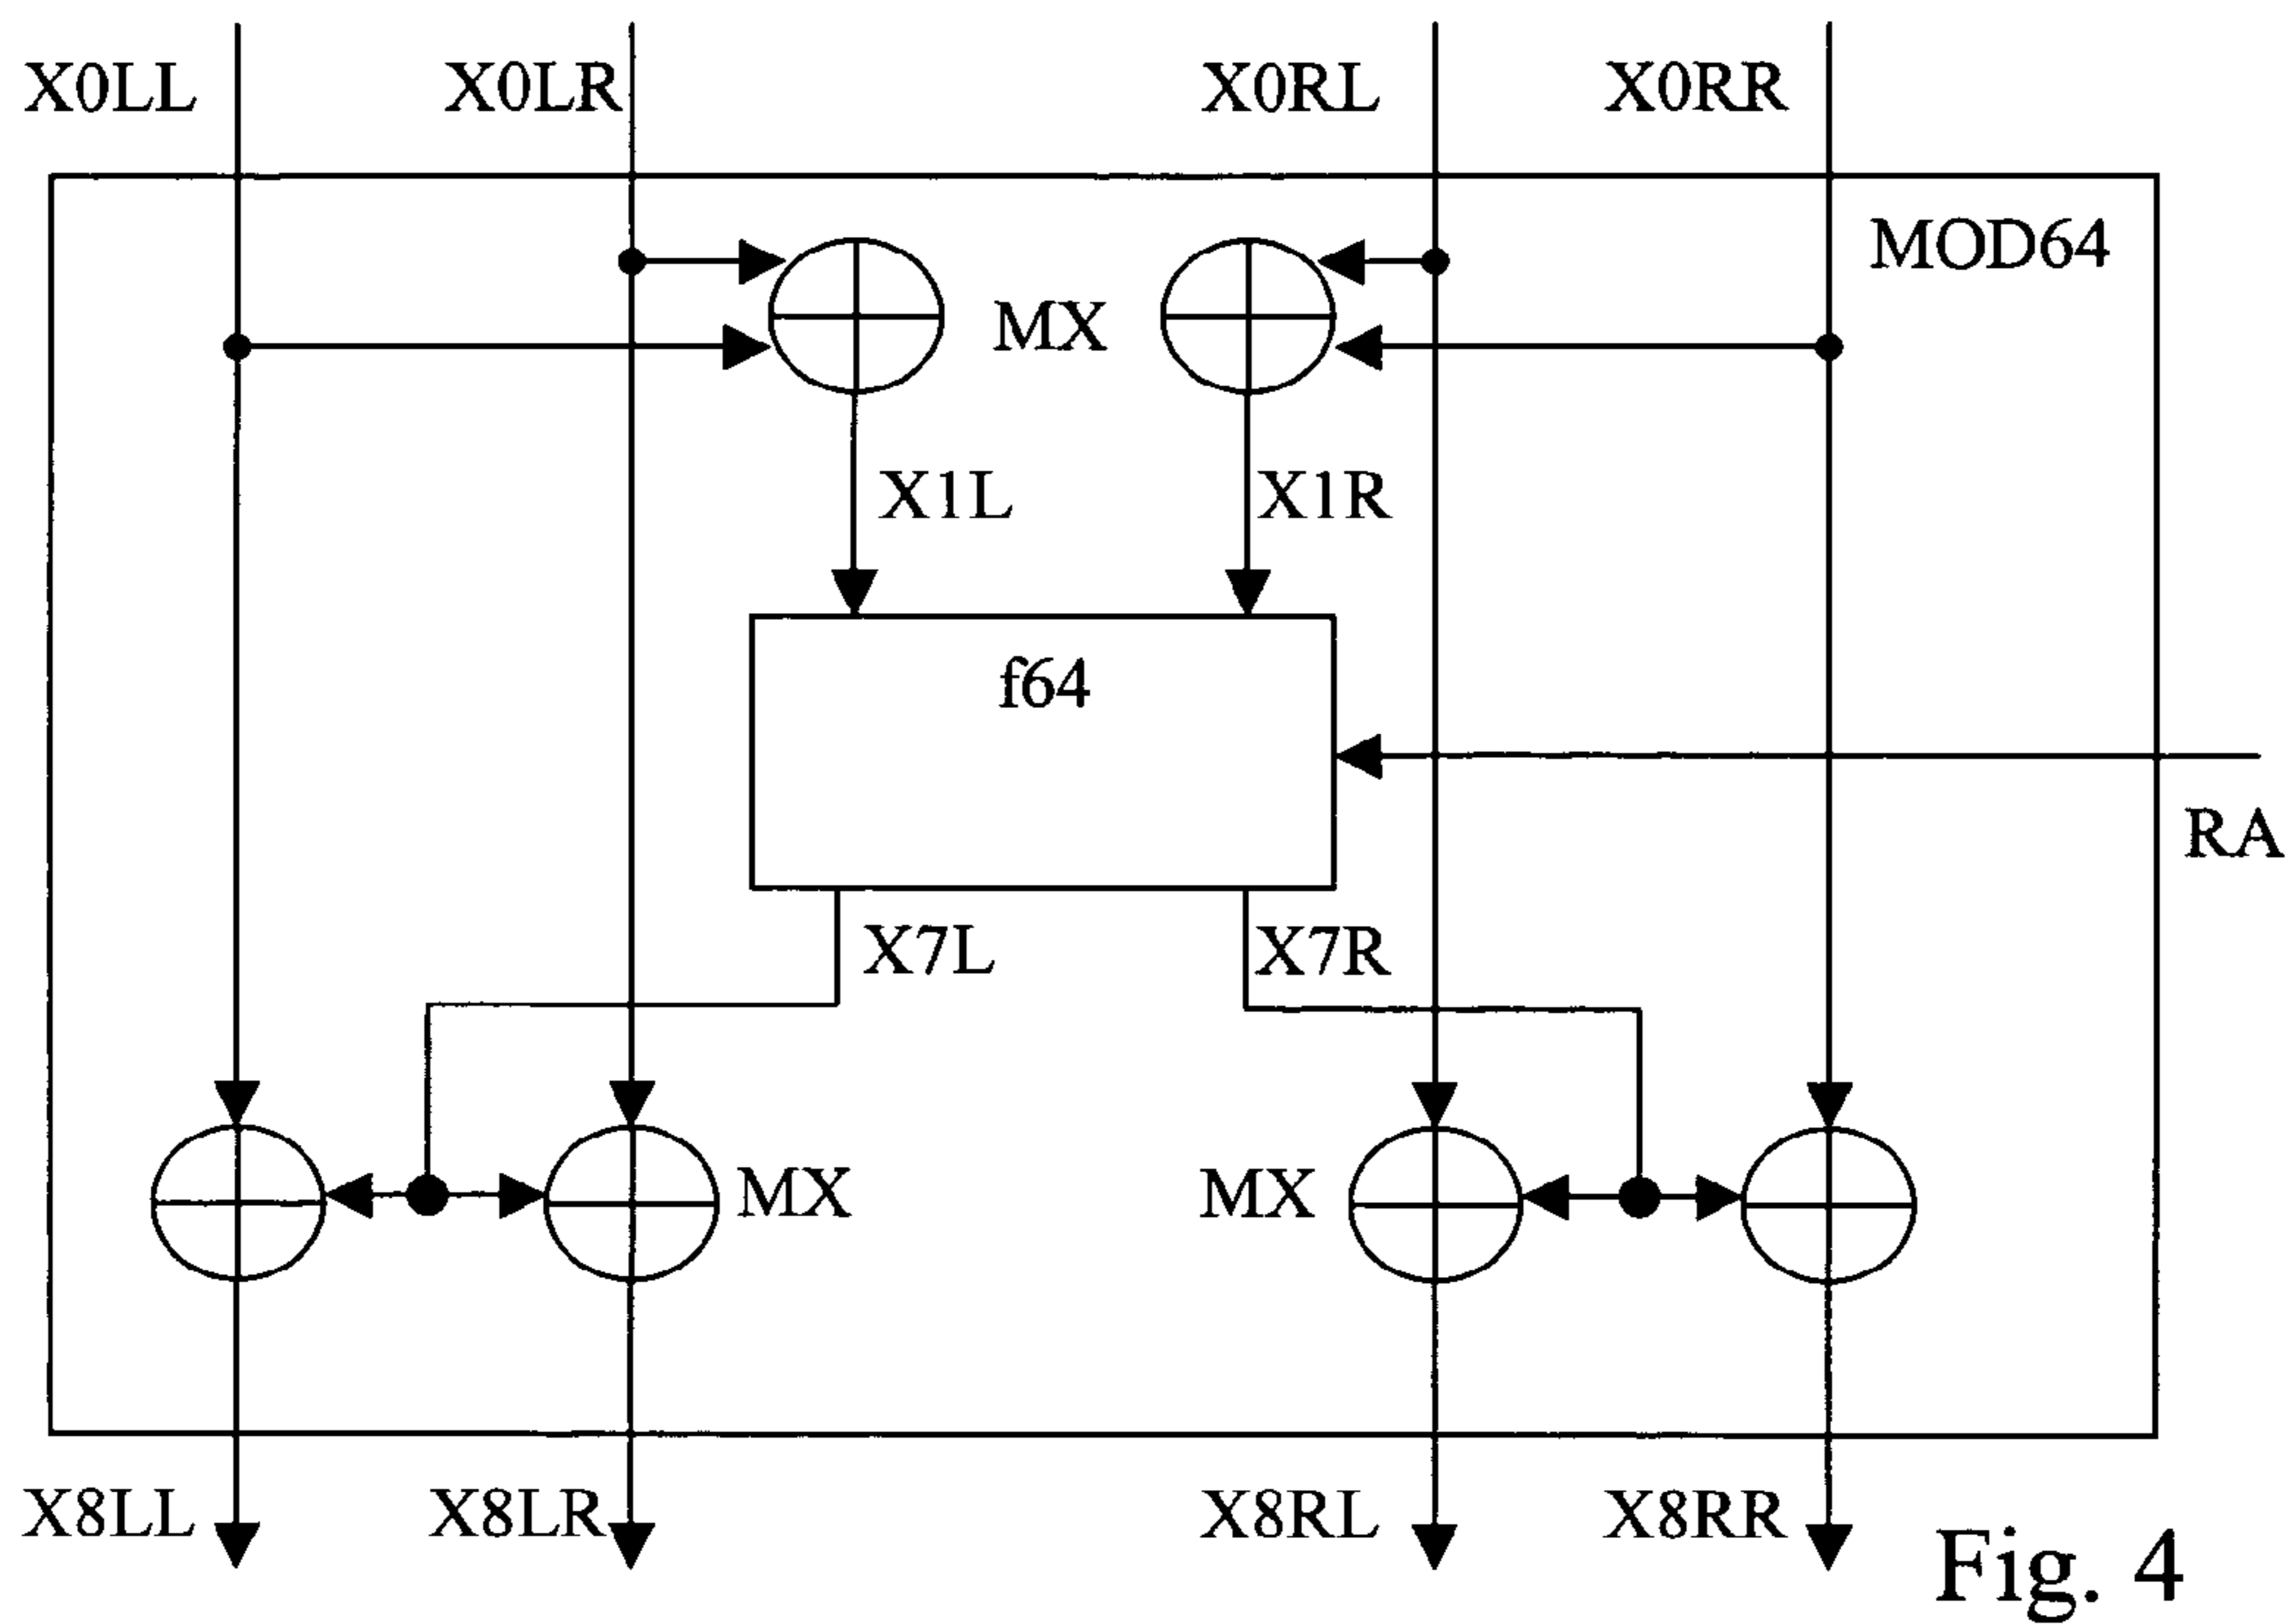 X0LL X0LR X0RL X0RR
MOD64
MX
X1L X1R
f64
RA
X7L X7R
MX MX
X8LL X8LR X8RL X8RR
Fig. 4